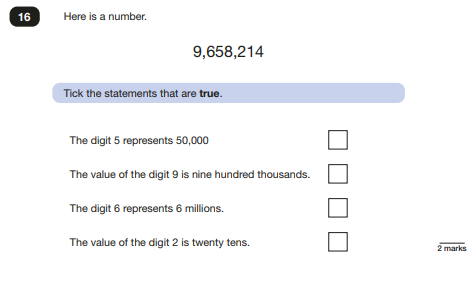 16 Here is a number.
9,658,214
Tick the statements that are true.
The digit 5 represents 50,000
The value of the digit 9 is nine hundred thousands.
The digit 6 represents 6 millions.
The value of the digit 2 is twenty tens.
2 marks